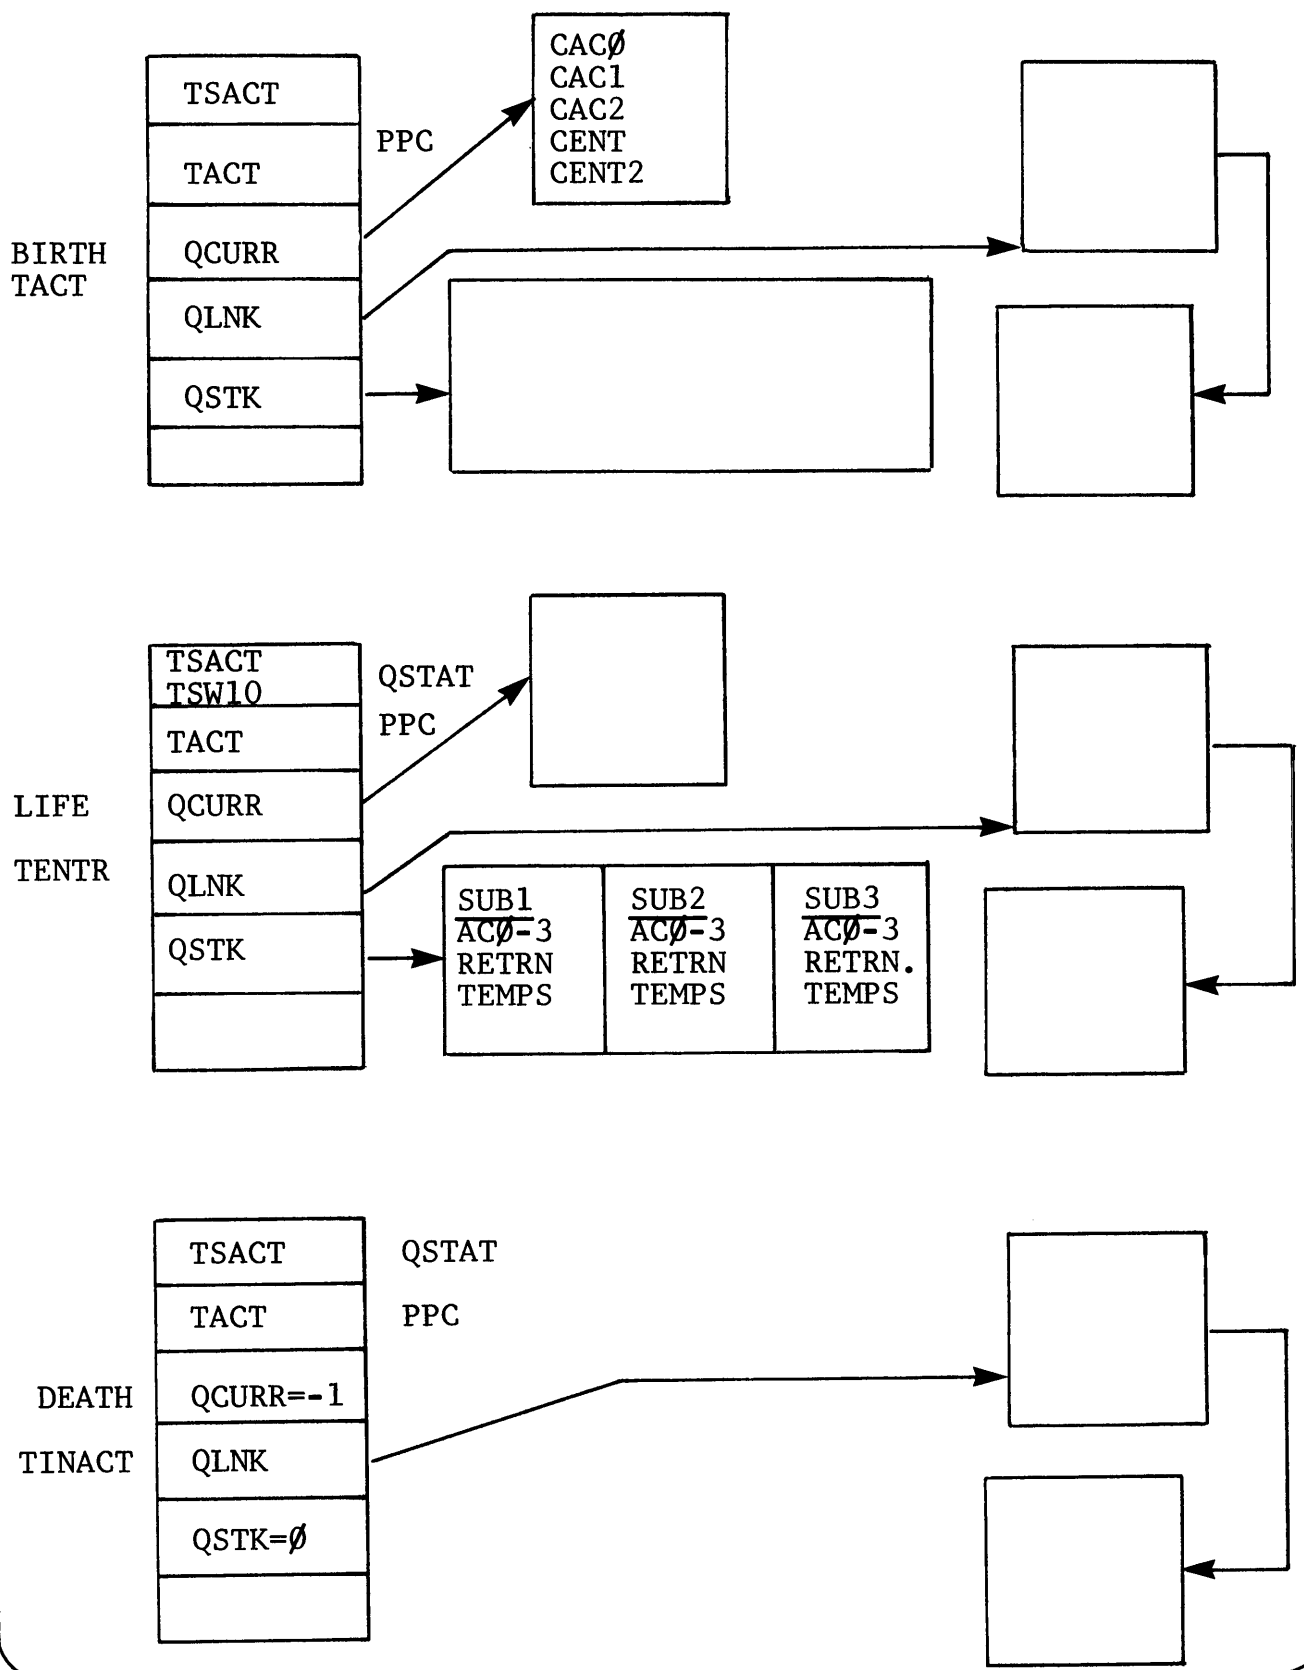 TSACT
TACT
QCURR
QLNK
QSTK
BIRTH
TACT
PPC
CACØ
CAC1
CAC2
CENT
CENT2
TSACT
TSW10
TACT
QCURR
QLNK
QSTK
LIFE
TENTR
QSTAT
PPC
SUB1
ACØ-3
RETRN
TEMPS
SUB2
ACØ-3
RETRN
TEMPS
SUB3
ACØ-3
RETRN.
TEMPS
TSACT
TACT
QCURR=-1
QLNK
QSTK=Ø
DEATH
TINACT
QSTAT
PPC